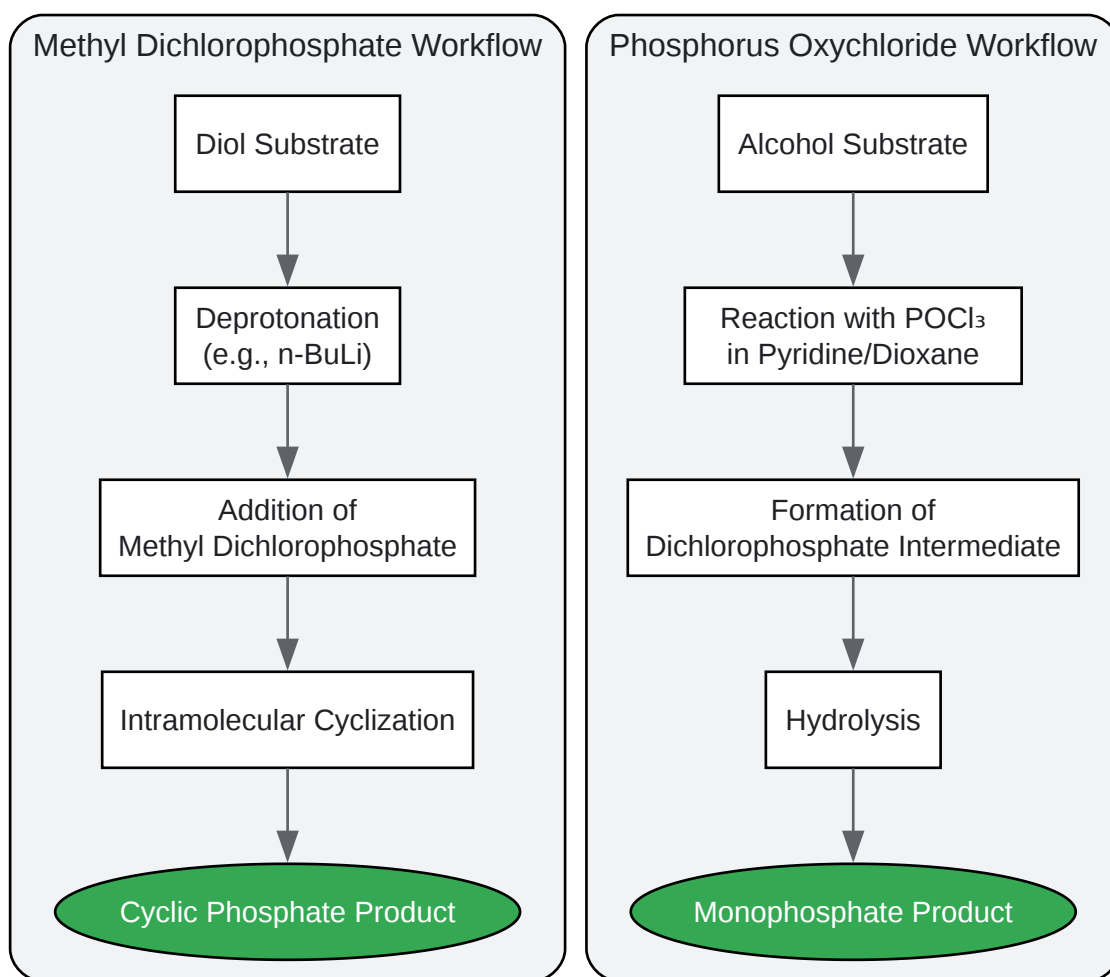 Methyl Dichlorophosphate Workflow
Diol Substrate
Deprotonation
(e.g., n-BuLi)
Addition of
Methyl Dichlorophosphate
Intramolecular Cyclization
Cyclic Phosphate Product
Phosphorus Oxychloride Workflow
Alcohol Substrate
Reaction with POCl₃
in Pyridine/Dioxane
Formation of
Dichlorophosphate Intermediate
Hydrolysis
Monophosphate Product